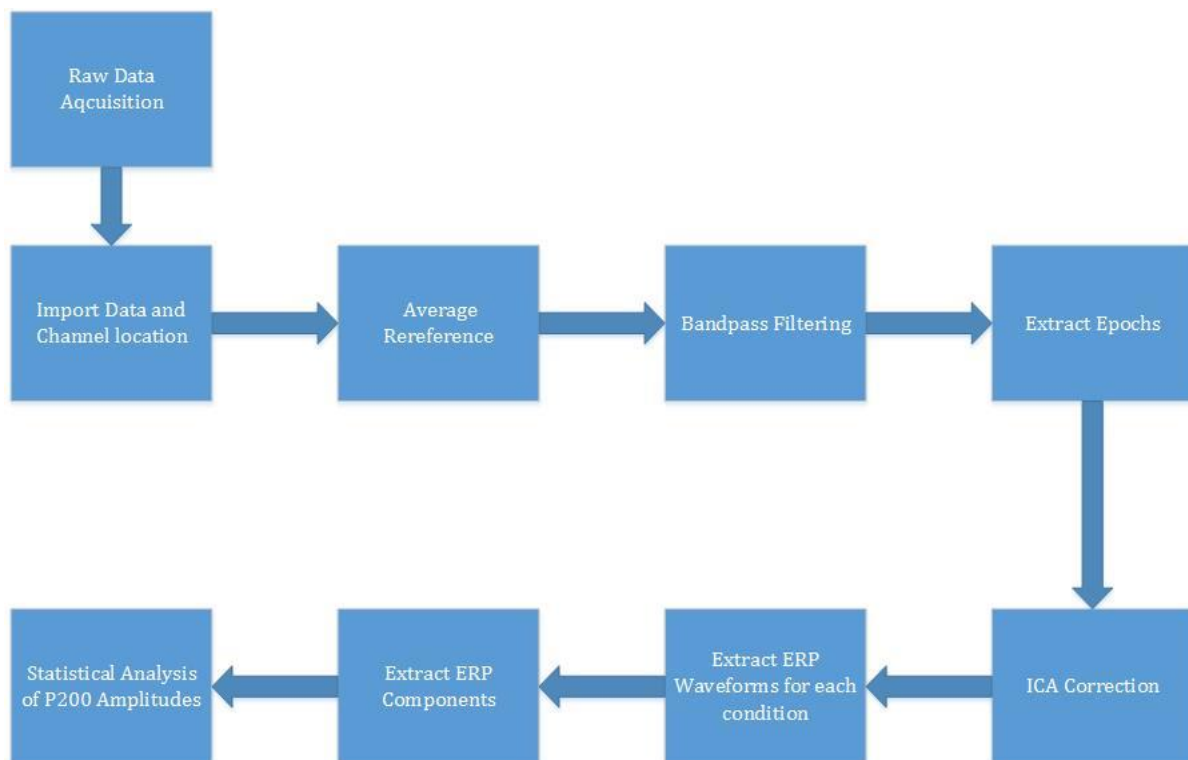 Raw Data
Aqcuisition
Import Data and
Channel location
Average
Rereference
Bandpass Filtering
Extract Epochs
ICA Correction
Extract ERP
Waveforms for each
condition
Extract ERP
Components
Statistical Analysis
of P200 Amplitudes